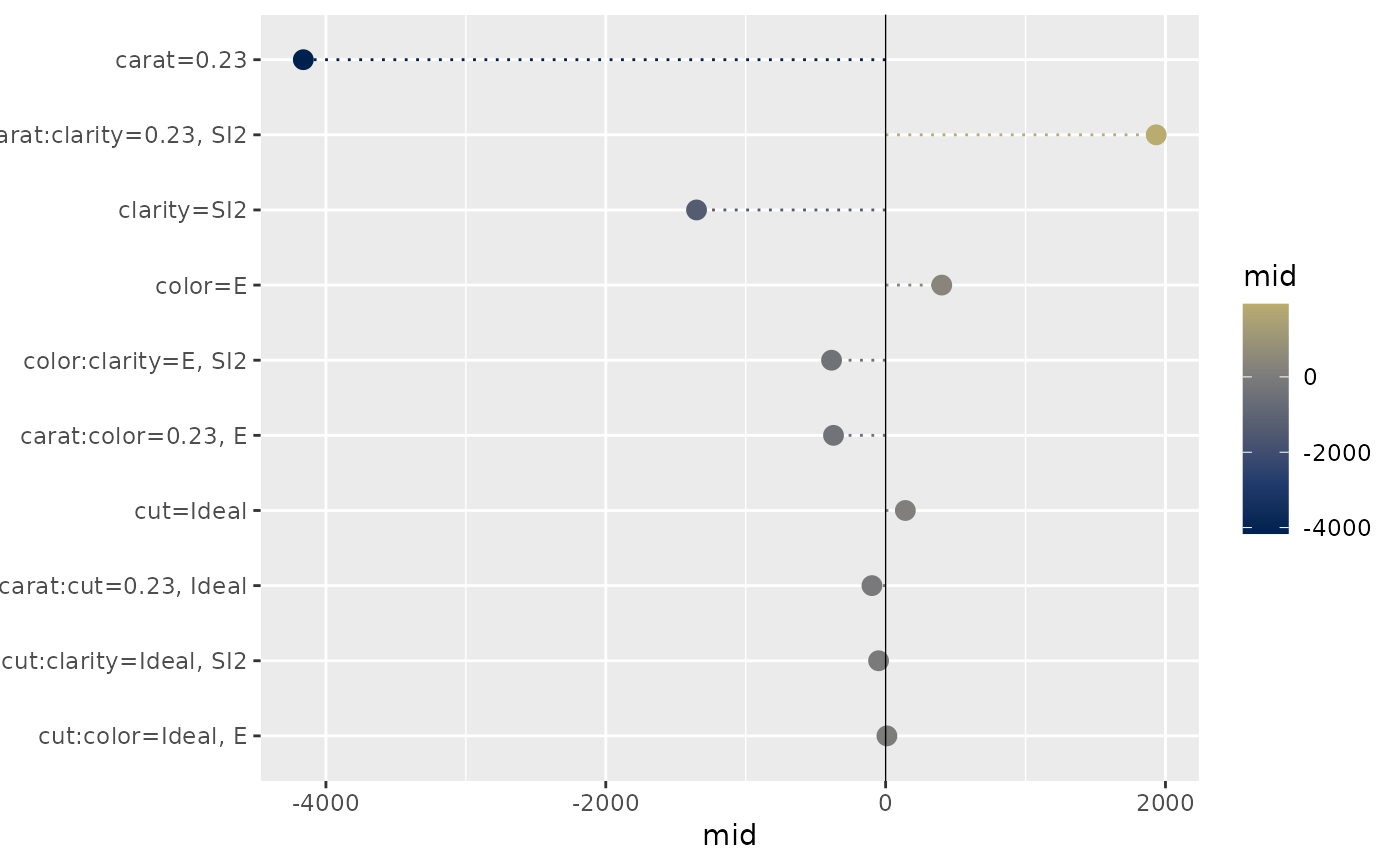 carat=0.23
arat:clarity=0.23, SI2
clarity=SI2
color=E
color:clarity=E, SI2
carat:color=0.23, E
cut=Ideal
carat:cut=0.23, Ideal
cut:clarity=Ideal, SI2
cut:color=Ideal, E
-4000
-2000
0
2000
mid
mid
0
-2000
-4000